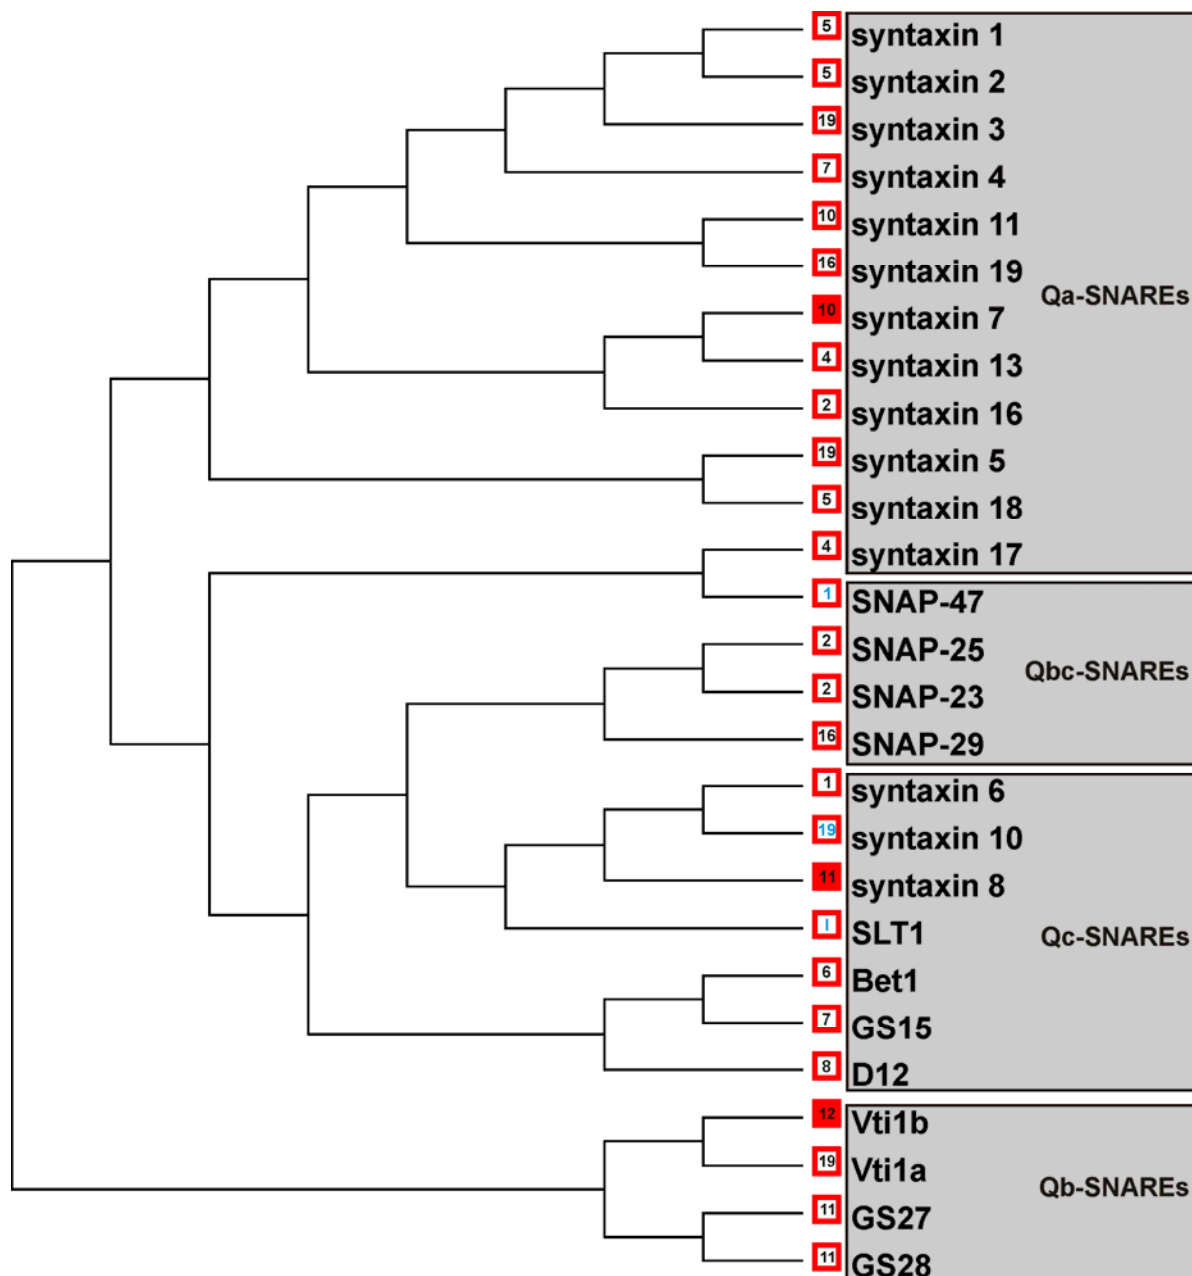 5 syntaxin 1
5 syntaxin 2
19 syntaxin 3
7 syntaxin 4
10 syntaxin 11
16 syntaxin 19
Qa-SNAREs
10 syntaxin 7
4 syntaxin 13
2 syntaxin 16
19 syntaxin 5
5 syntaxin 18
4 syntaxin 17
1 SNAP-47
2 SNAP-25
Qbc-SNAREs
2 SNAP-23
16 SNAP-29
1 syntaxin 6
19 syntaxin 10
11 syntaxin 8
I SLT1
Qc-SNAREs
6 Bet1
7 GS15
8 D12
12 Vti1b
19 Vti1a
Qb-SNAREs
11 GS27
11 GS28